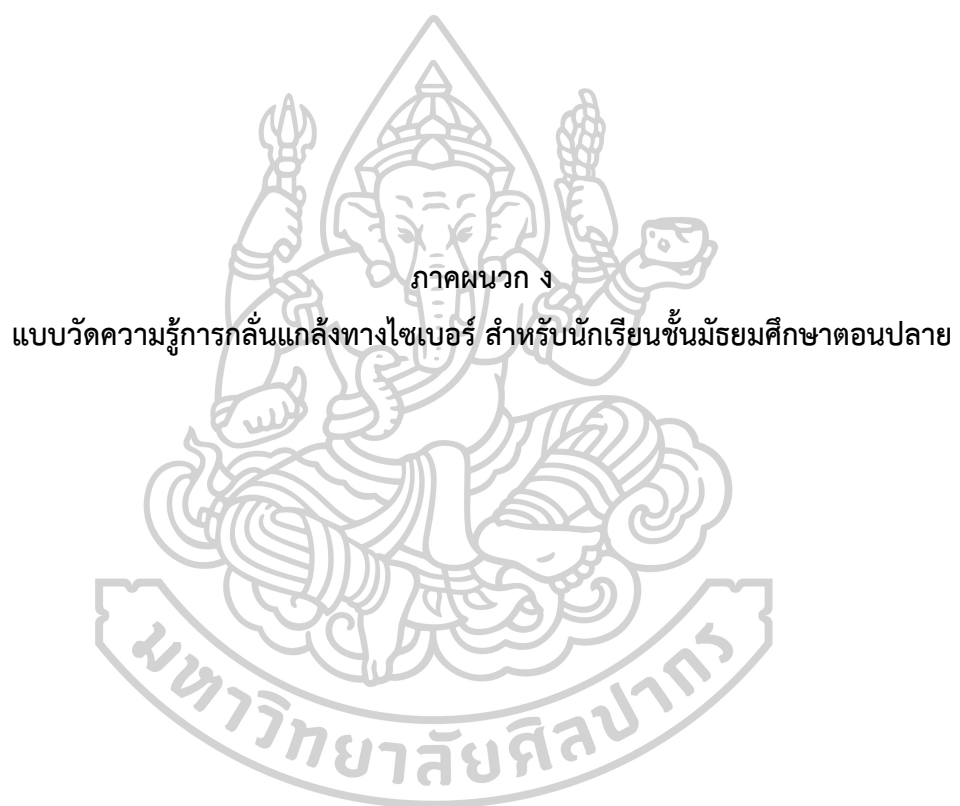 ภาคผนวก ง
แบบวัดความรู้การกลั่นแกล้งทางไซเบอร์ สำหรับนักเรียนชั้นมัธยมศึกษาตอนปลาย
มหาวิทยาลัยศิลปากร